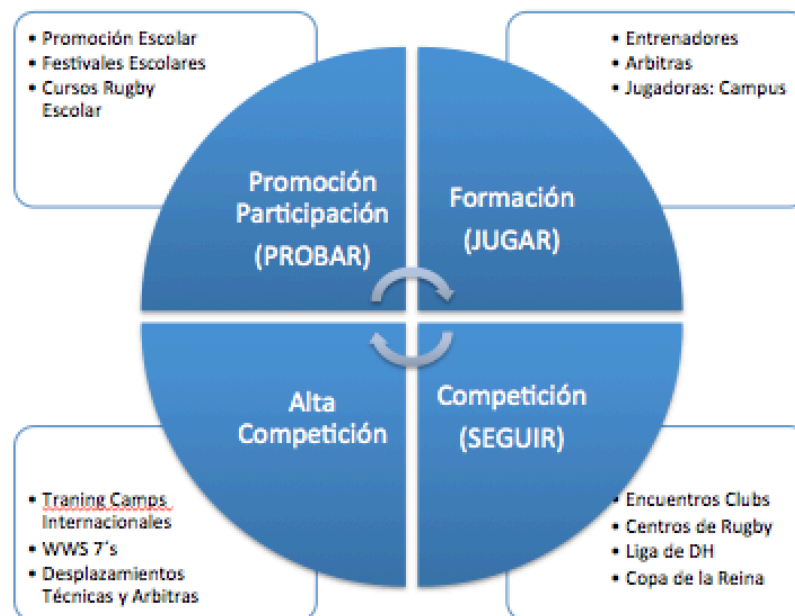 • Promoción Escolar
• Festivales Escolares
• Cursos Rugby
Escolar
• Entrenadores
• Arbitras
• Jugadoras: Campus
Promoción
Participación
(PROBAR)
Formación
(JUGAR)
Alta
Competición
Competición
(SEGUIR)
• Traning Camps
Internacionales
• WWS 7´s
• Desplazamientos
Técnicas y Arbitras
• Encuentros Clubs
• Centros de Rugby
• Liga de DH
• Copa de la Reina